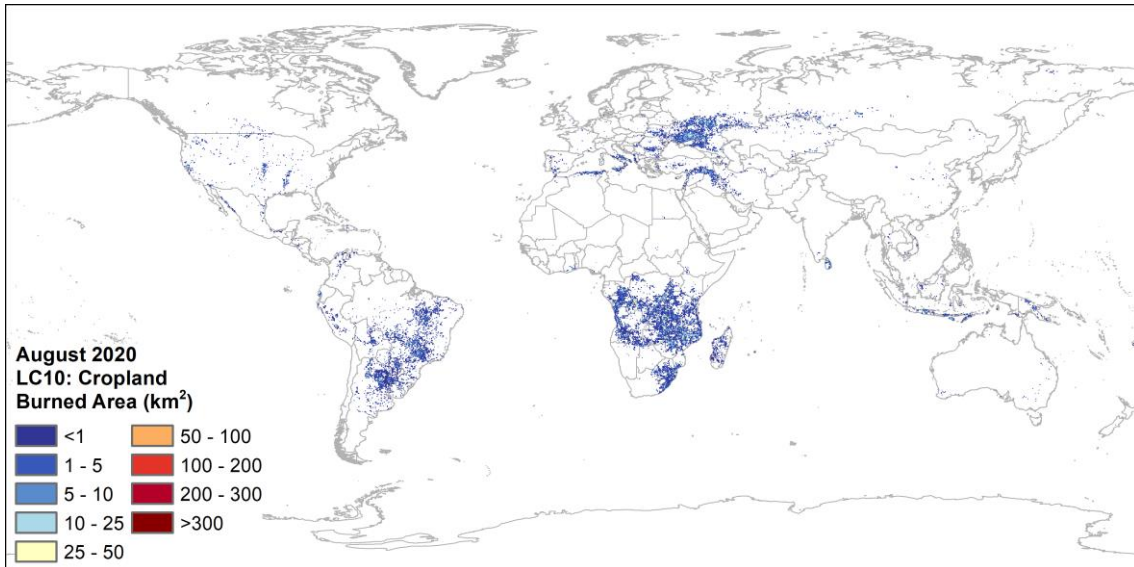 August 2020
LC10: Cropland
Burned Area (km²)
<1
50 - 100
1 - 5
100 - 200
5 - 10
200 - 300
10 - 25
>300
25 - 50